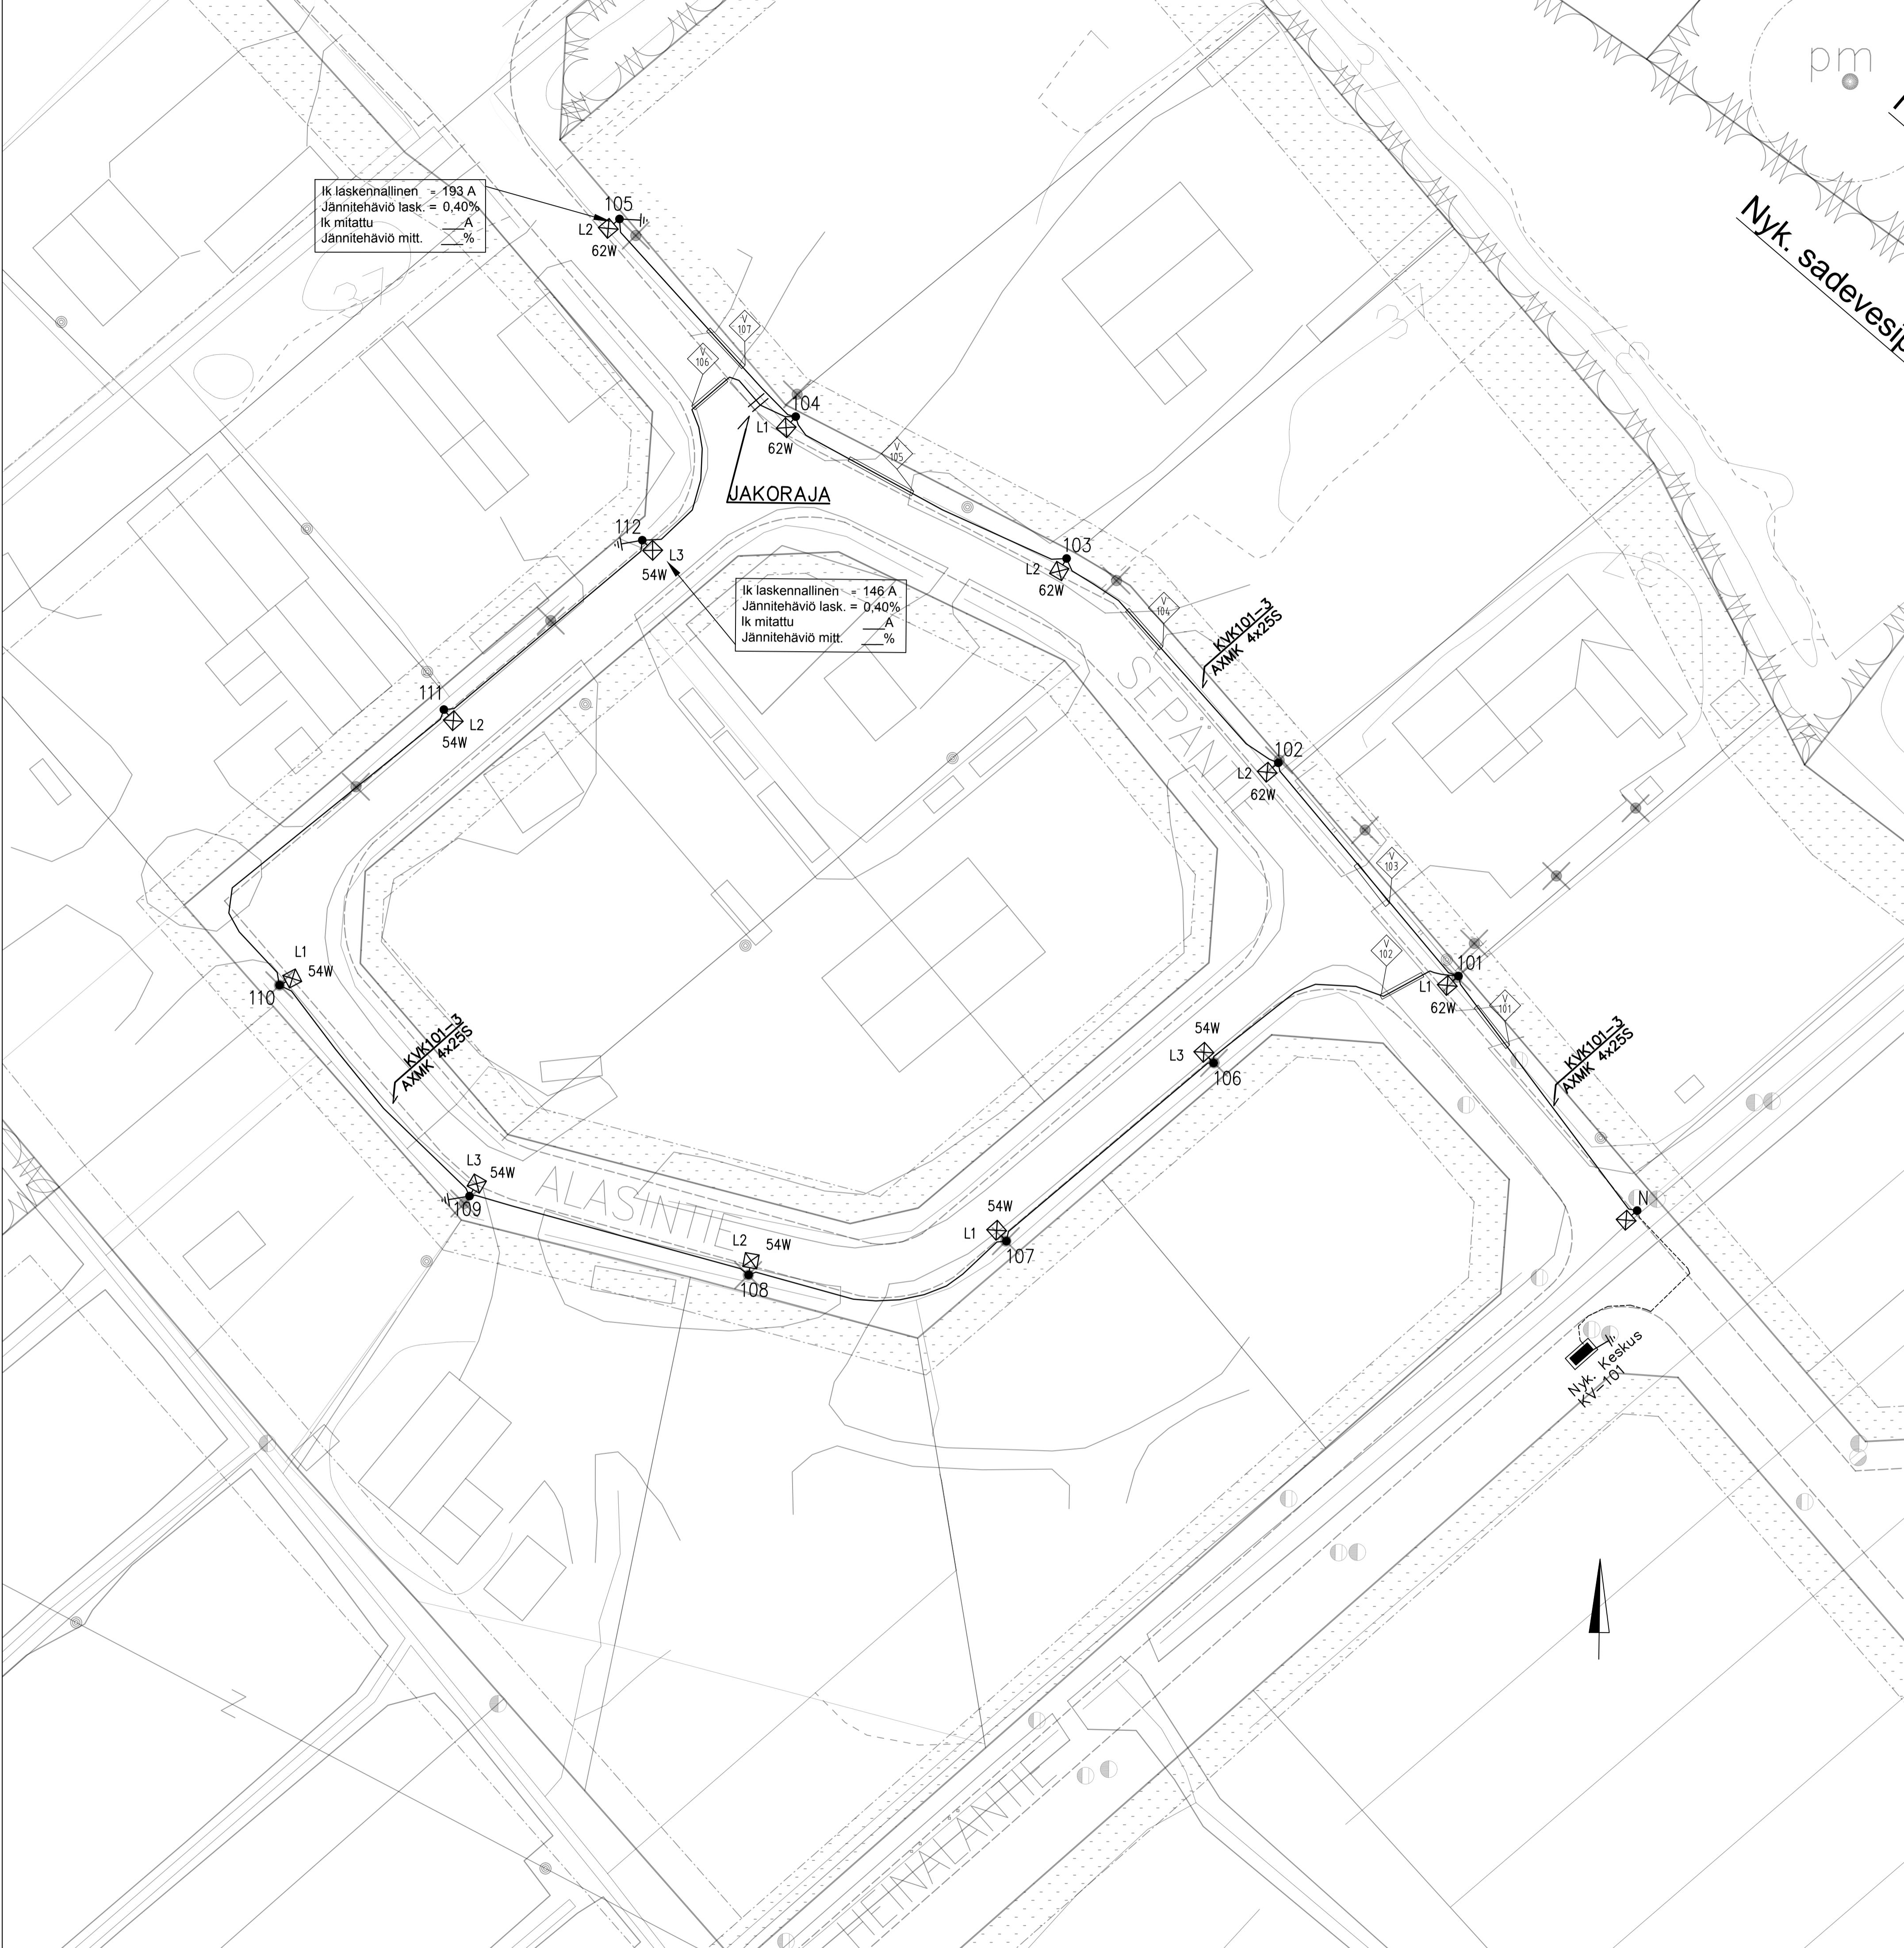 pm
Nyk. sadevesip
Ik laskennallinen = 193 A
Jännitehäviö lask. = 0,40%
Ik mitattu ___A
Jännitehäviö mitt. ___%
105
L2
62W
V
107
V
106
104
L1
62W
V
105
JAKORAJA
112
L3
54W
103
L2
62W
Ik laskennallinen = 146 A
Jännitehäviö lask. = 0,40%
Ik mitattu ___A
Jännitehäviö mitt. ___%
V
104
KVK101-3
AXMK 4x25S
SEPÄNTIE
111
L2
54W
102
L2
62W
V
103
V
102
101
L1
62W
V
101
L1
54W
110
KVK101-3
AXMK 4x25S
KVK101-3
AXMK 4x25S
54W
L3
106
L3
54W
109
ALASINTIE
54W
L1
107
L2
54W
108
N
Nyk. Keskus
KV-101
HEINÄLÄNTIE